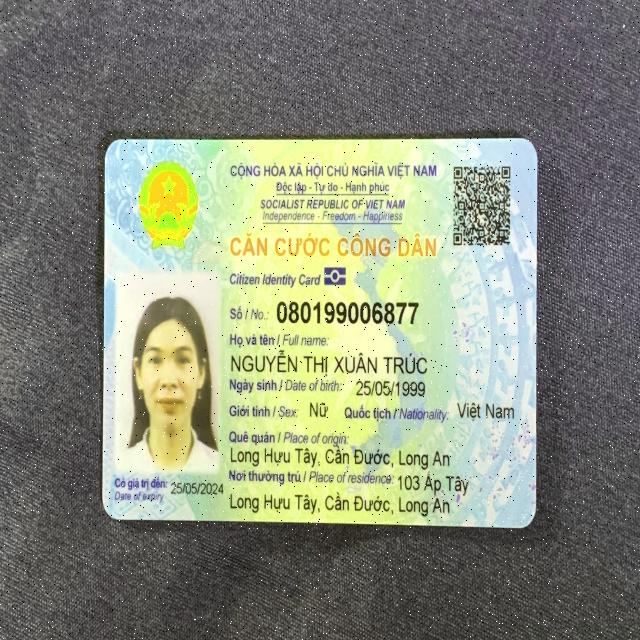 CỘNG HÒA XÃ HỘI CHỦ NGHĨA VIỆT NAM
Độc lập - Tự do - Hạnh phúc
SOCIALIST REPUBLIC OF VIET NAM
Independence - Freedom - Happiness
CĂN CƯỚC CÔNG DÂN
Citizen Identity Card
Số / No.: 080199006877
Họ và tên / Full name:
NGUYỄN THỊ XUÂN TRÚC
Ngày sinh / Date of birth: 25/05/1999
Giới tính / Sex: Nữ Quốc tịch / Nationality: Việt Nam
Quê quán / Place of origin:
Long Hựu Tây, Cần Đước, Long An
Nơi thường trú / Place of residence: 103 Ấp Tây
Long Hựu Tây, Cần Đước, Long An
Có giá trị đến: 25/05/2024
Date of expiry